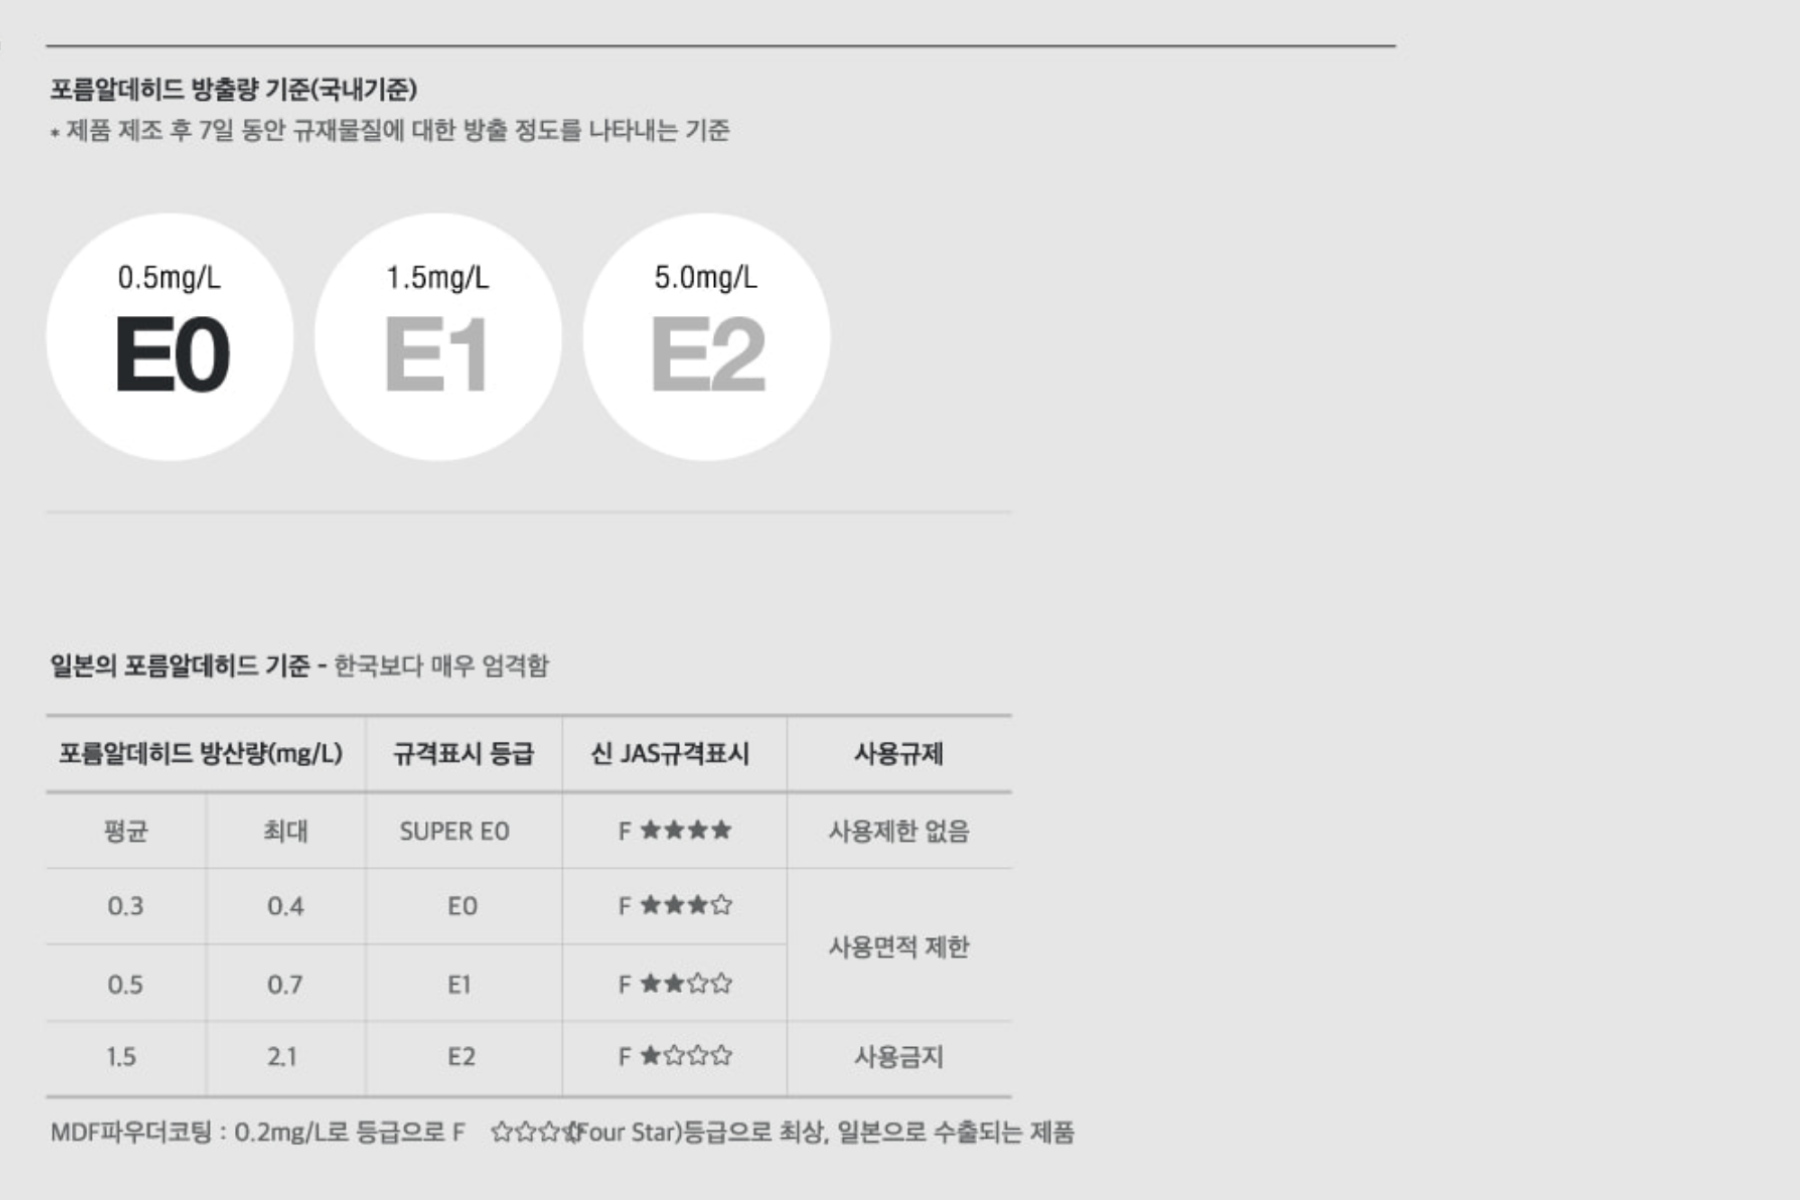 포름알데히드 방출량 기준(국내기준)
* 제품 제조 후 7일 동안 규재물질에 대한 방출 정도를 나타내는 기준
0.5mg/L 1.5mg/L 5.0mg/L
E0 E1 E2
일본의 포름알데히드 기준 - 한국보다 매우 엄격함
포름알데히드 방산량(mg/L) 규격표시 등급 신 JAS규격표시 사용규제
평균 최대 SUPER E0 F ★★★★ 사용제한 없음
0.3 0.4 E0 F ★★★☆
사용면적 제한
0.5 0.7 E1 F ★★☆☆
1.5 2.1 E2 F ★☆☆☆ 사용금지
MDF파우더코팅 : 0.2mg/L로 등급으로 F ☆☆☆☆(Four Star)등급으로 최상, 일본으로 수출되는 제품